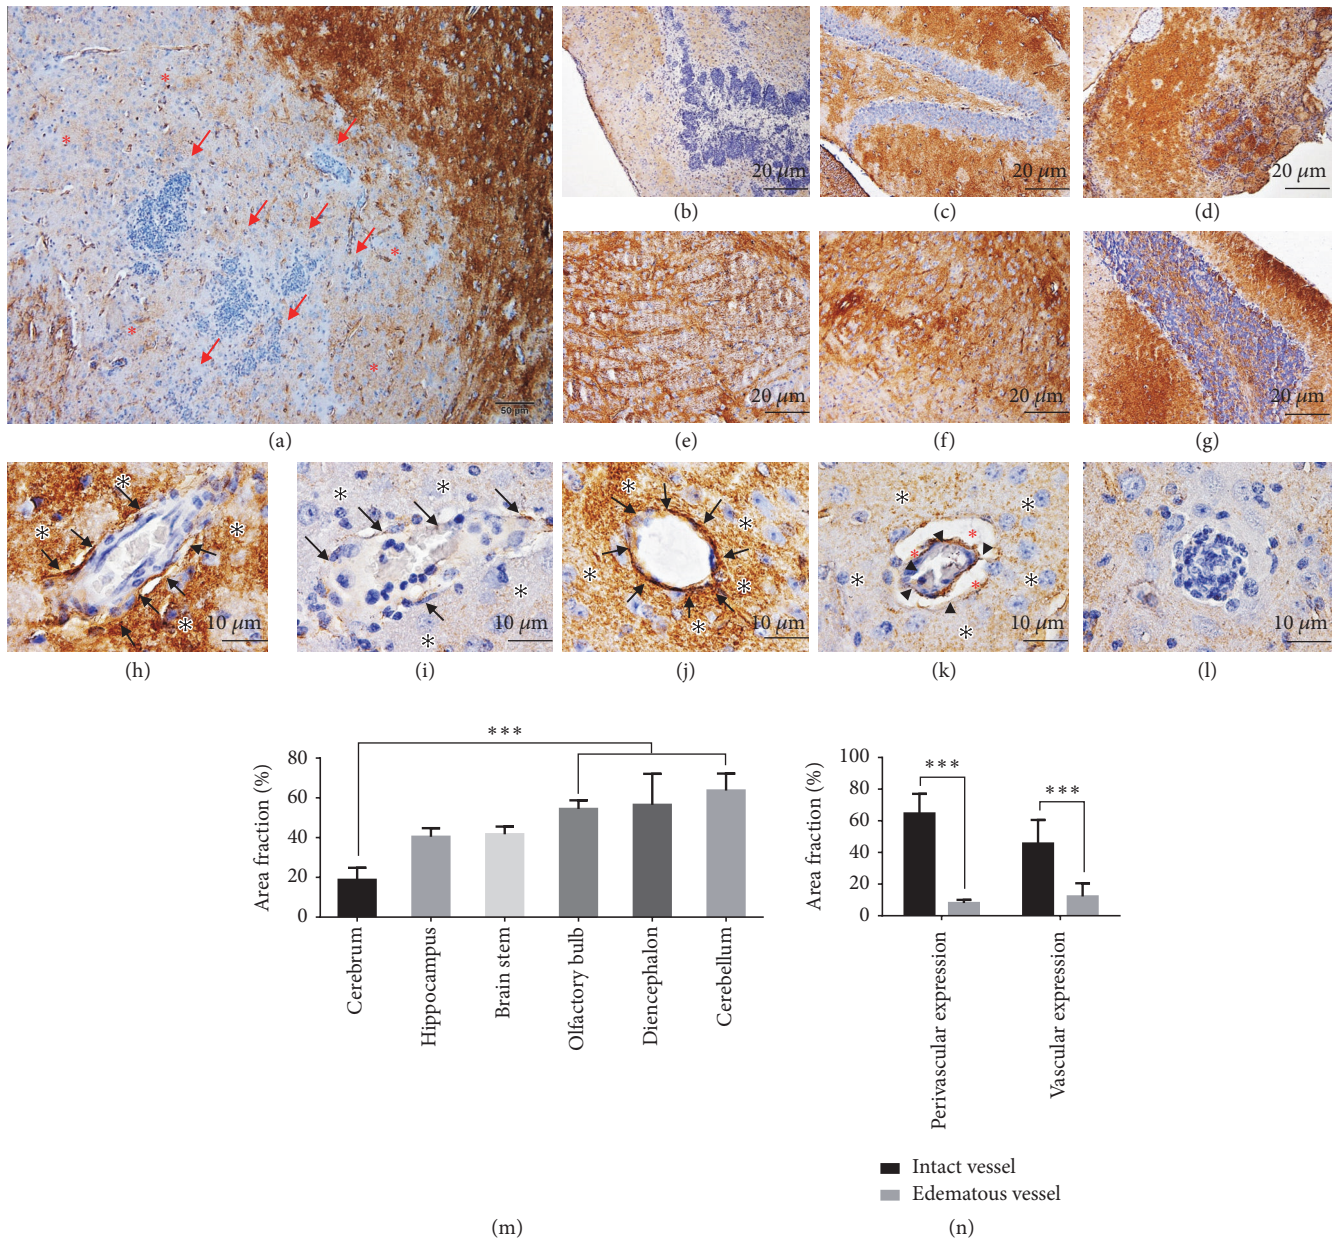 50 μm
(a)
20 μm
(b)
20 μm
(c)
20 μm
(d)
20 μm
(e)
20 μm
(f)
20 μm
(g)
10 μm
(h)
10 μm
(i)
10 μm
(j)
10 μm
(k)
10 μm
(l)
***
Area fraction (%)
80
60
40
20
0
Cerebrum
Hippocampus
Brain stem
Olfactory bulb
Diencephalon
Cerebellum
(m)
***
***
Area fraction (%)
100
80
60
40
20
0
Perivascular expression
Vascular expression
Intact vessel
Edematous vessel
(n)